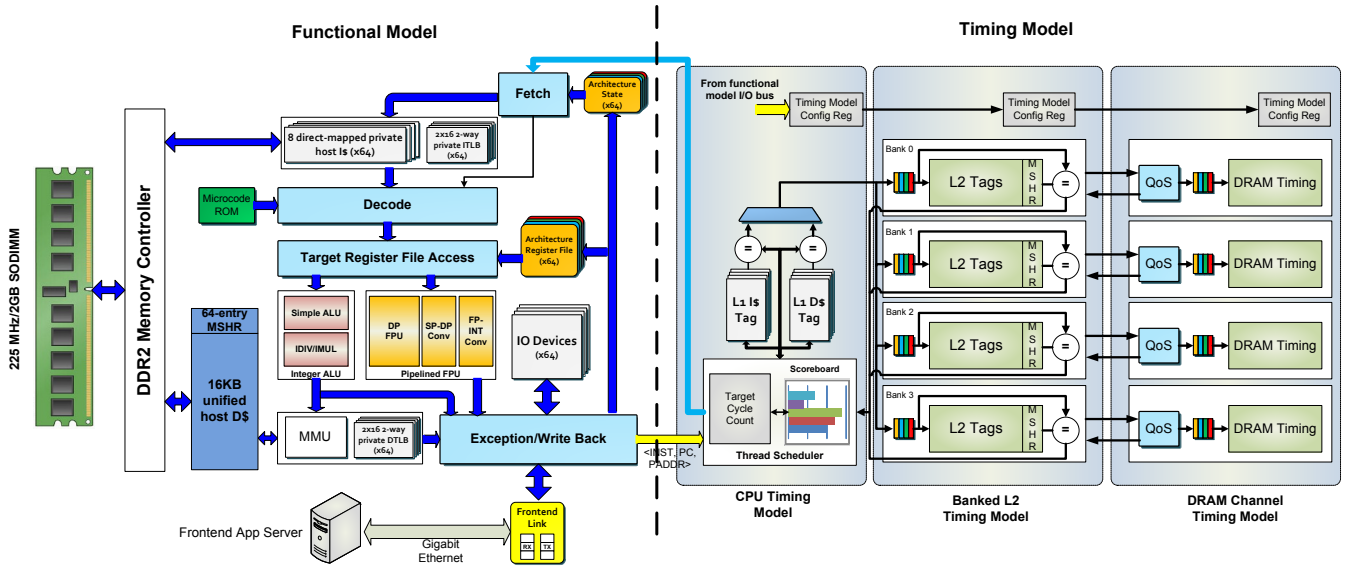 Functional Model
Timing Model
225 MHz/2GB SODIMM
DDR2 Memory Controller
Fetch
Architecture
State
(x64)
8 direct-mapped private
host I$ (x64)
2x16 2-way
private ITLB
(x64)
Microcode
ROM
Decode
Target Register File Access
Architecture
Register File
(x64)
64-entry
MSHR
16KB
unified
host D$
Simple ALU
IDIV/IMUL
Integer ALU
DP
FPU
SP-DP
Conv
FP-
INT
Conv
Pipelined FPU
IO Devices
(x64)
MMU
2x16 2-way
private DTLB
(x64)
Exception/Write Back
<INST, PC,
PADDR>
Frontend App Server
Gigabit
Ethernet
Frontend
Link
RX
TX
From functional
model I/O bus
Timing Model
Config Reg
Timing Model
Config Reg
Timing Model
Config Reg
=
=
L1 I$
Tag
L1 D$
Tag
Scoreboard
Target
Cycle
Count
Thread Scheduler
CPU Timing
Model
Bank 0
L2 Tags
M
S
H
R
=
QoS
DRAM Timing
Bank 1
L2 Tags
M
S
H
R
=
QoS
DRAM Timing
Bank 2
L2 Tags
M
S
H
R
=
QoS
DRAM Timing
Bank 3
L2 Tags
M
S
H
R
=
QoS
DRAM Timing
Banked L2
Timing Model
DRAM Channel
Timing Model